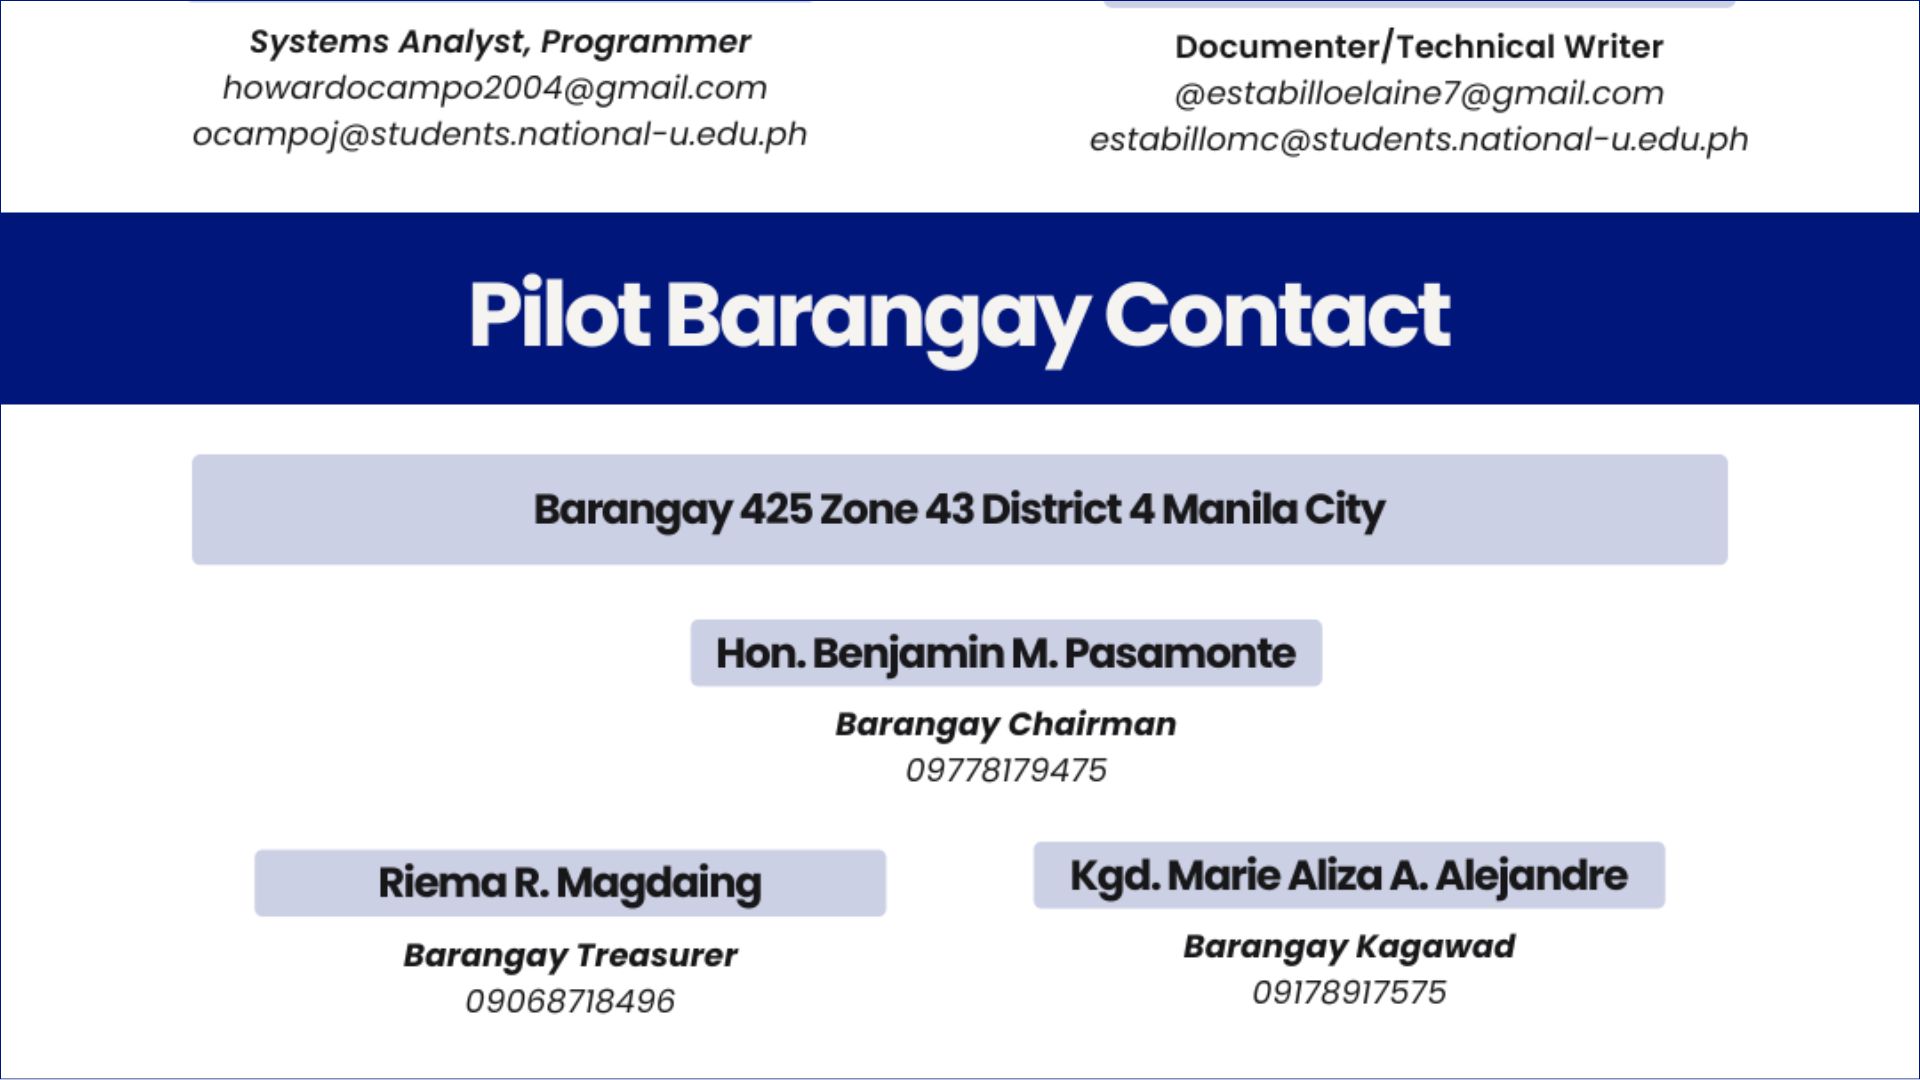 Systems Analyst, Programmer
howardocampo2004@gmail.com
ocampoj@students.national-u.edu.ph
Documenter/Technical Writer
@estabilloelaine7@gmail.com
estabillomc@students.national-u.edu.ph
Pilot Barangay Contact
Barangay 425 Zone 43 District 4 Manila City
Hon. Benjamin M. Pasamonte
Barangay Chairman
09778179475
Riema R. Magdaing
Barangay Treasurer
09068718496
Kgd. Marie Aliza A. Alejandre
Barangay Kagawad
09178917575